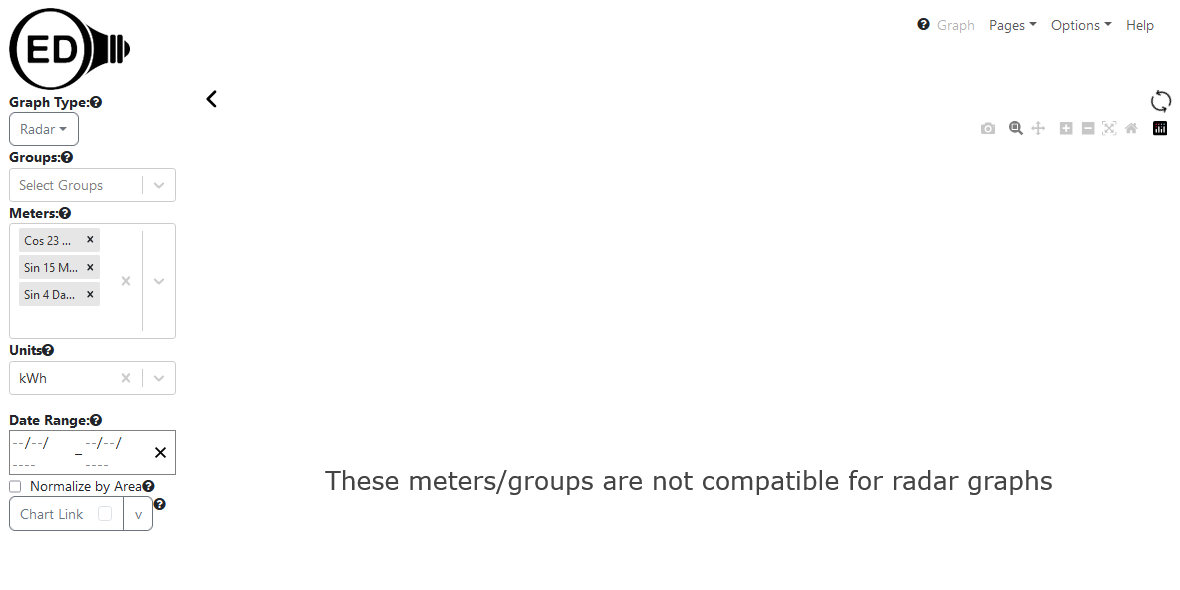 ED
Graph Pages Options Help
Graph Type:
Radar
Groups:
Select Groups
Meters:
Cos 23 ...
Sin 15 M...
Sin 4 Da...
Units
kWh
Date Range:
--/--/---- – --/--/----
Normalize by Area
Chart Link v
These meters/groups are not compatible for radar graphs